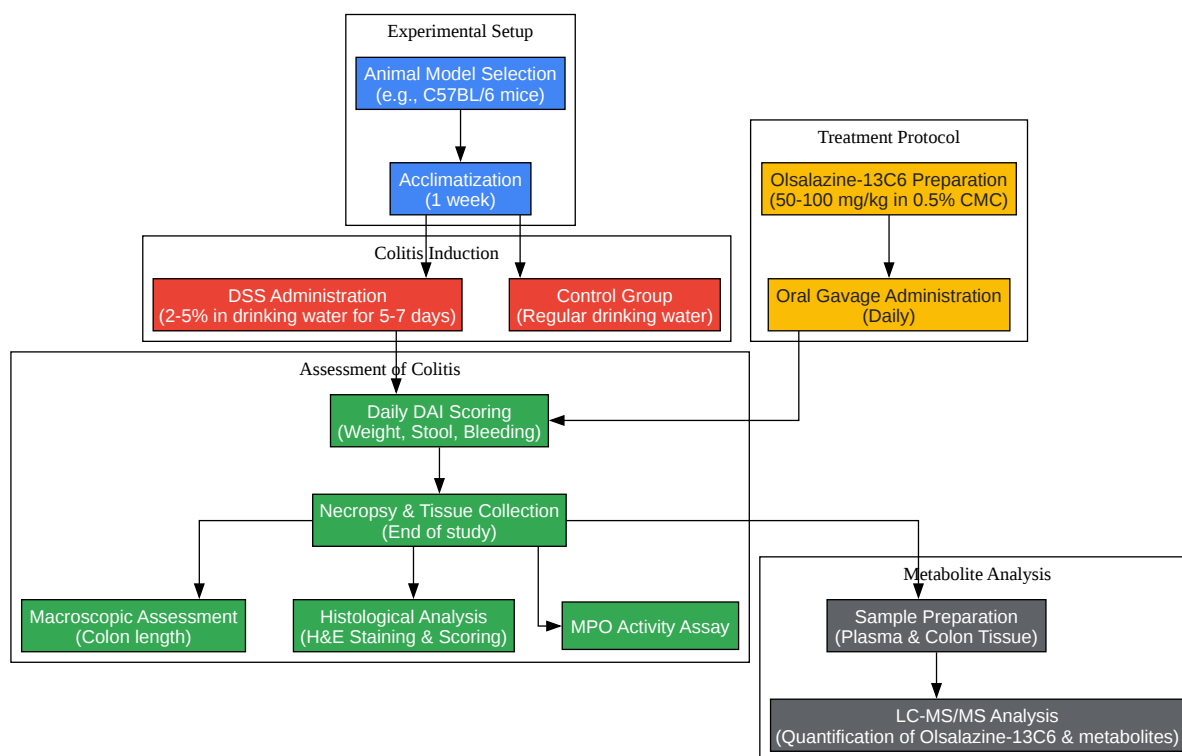 Experimental Setup
Animal Model Selection
(e.g., C57BL/6 mice)
Acclimatization
(1 week)
Treatment Protocol
Olsalazine-13C6 Preparation
(50-100 mg/kg in 0.5% CMC)
Oral Gavage Administration
(Daily)
Colitis Induction
DSS Administration
(2-5% in drinking water for 5-7 days)
Control Group
(Regular drinking water)
Assessment of Colitis
Daily DAI Scoring
(Weight, Stool, Bleeding)
Necropsy & Tissue Collection
(End of study)
Macroscopic Assessment
(Colon length)
Histological Analysis
(H&E Staining & Scoring)
MPO Activity Assay
Metabolite Analysis
Sample Preparation
(Plasma & Colon Tissue)
LC-MS/MS Analysis
(Quantification of Olsalazine-13C6 & metabolites)